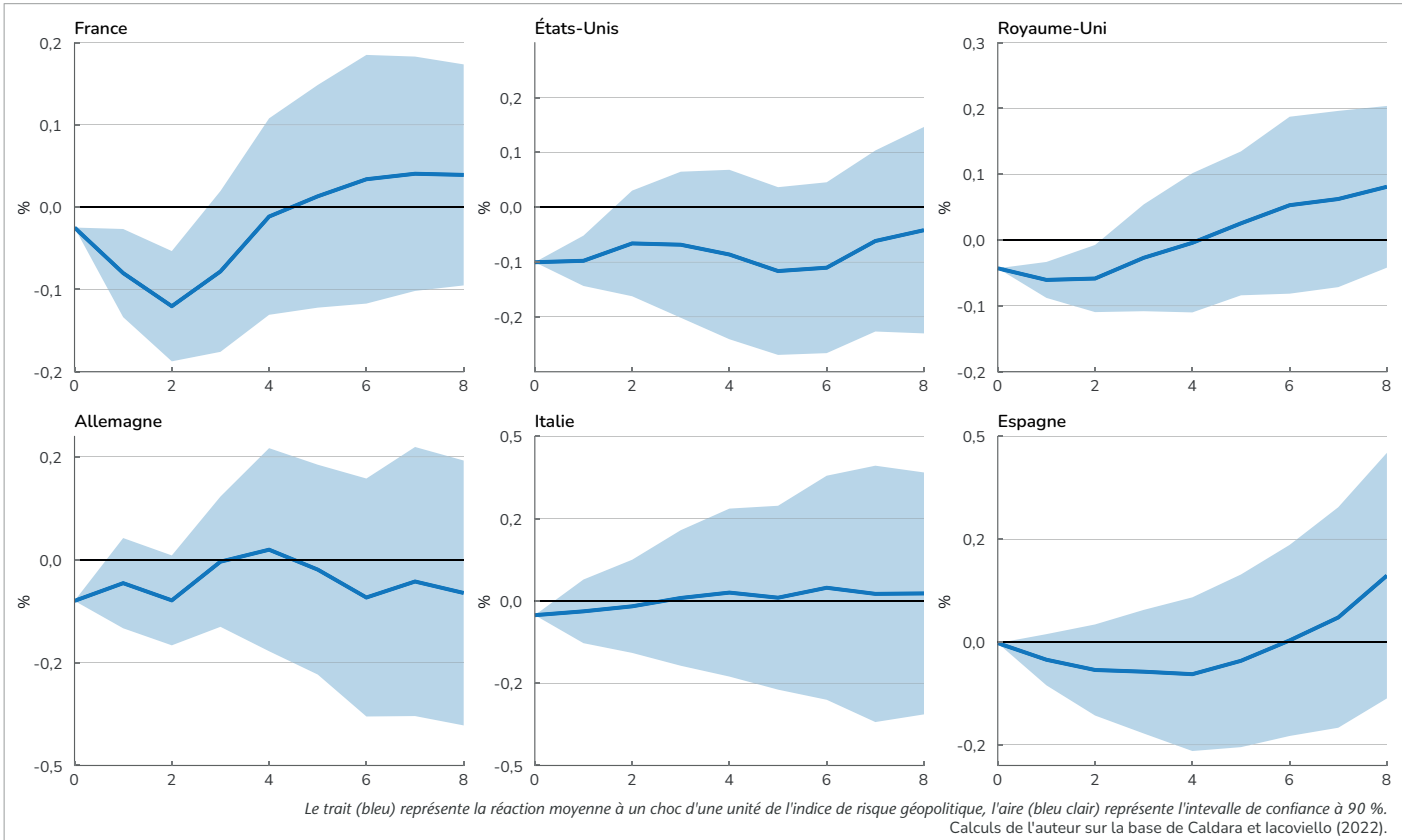 France
0,2
0,1
0,0
-0,1
-0,2
%
0 2 4 6 8
États-Unis
0,2
0,1
0,0
-0,1
-0,2
%
0 2 4 6 8
Royaume-Uni
0,3
0,2
0,1
0,0
-0,1
-0,2
%
0 2 4 6 8
Allemagne
0,2
0,0
-0,2
-0,5
%
0 2 4 6 8
Italie
0,5
0,2
0,0
-0,2
-0,5
%
0 2 4 6 8
Espagne
0,5
0,2
0,0
-0,2
%
0 2 4 6 8
Le trait (bleu) représente la réaction moyenne à un choc d'une unité de l'indice de risque géopolitique, l'aire (bleu clair) représente l'intevalle de confiance à 90 %.
Calculs de l'auteur sur la base de Caldara et Iacoviello (2022).